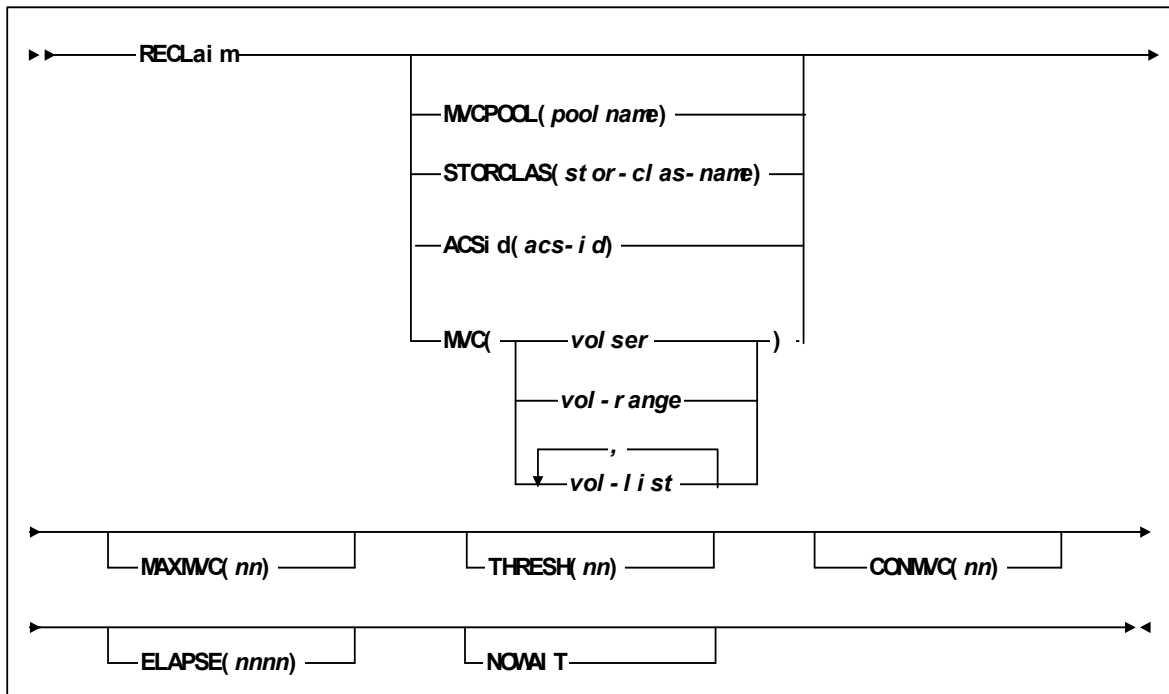 RECLaim
MVCPOOL(pool name)
STORCLAS(stor-clas-name)
ACSid(acs-id)
MVC( volser )
vol-range
,
vol-list
MAXMVC(nn) THRESH(nn) CONMVC(nn)
ELAPSE(nnnn) NOWAIT